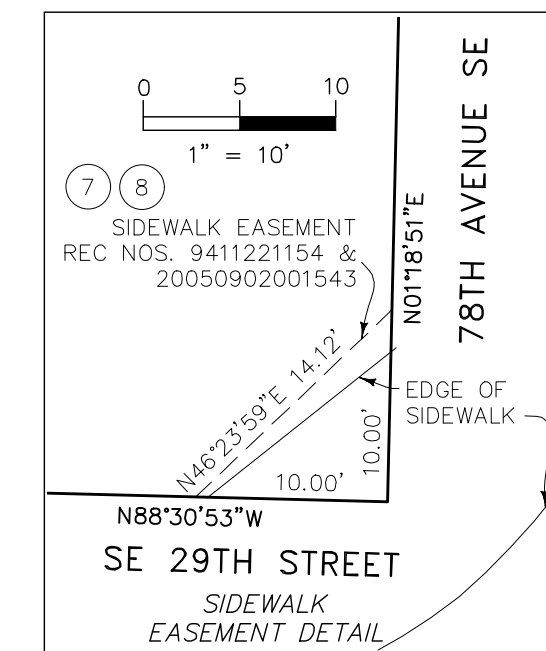 0 5 10
1" = 10'
7 8
SIDEWALK EASEMENT
REC NOS. 9411221154 &
20050902001543
N01°18'51"E
78TH AVENUE SE
N46°23'59"E 14.12'
EDGE OF
SIDEWALK
10.00'
10.00'
N88°30'53"W
SE 29TH STREET
SIDEWALK
EASEMENT DETAIL